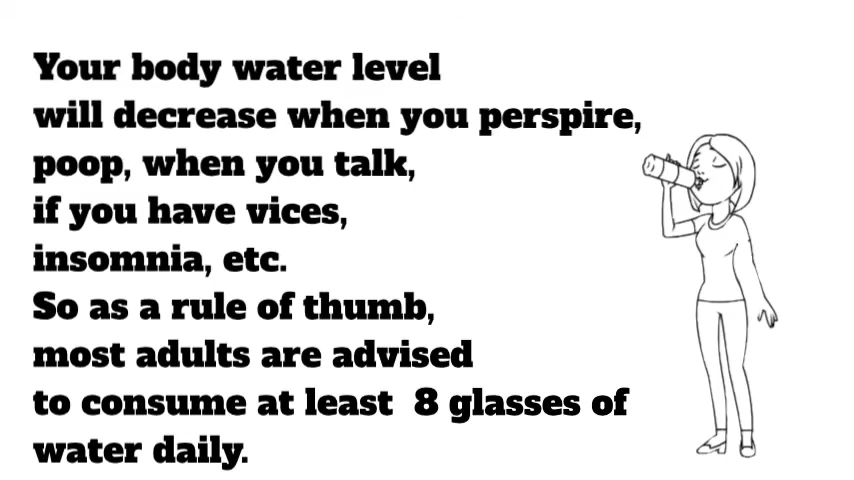 Your body water level
will decrease when you perspire,
poop, when you talk,
if you have vices,
insomnia, etc.
So as a rule of thumb,
most adults are advised
to consume at least  8 glasses of
water daily.